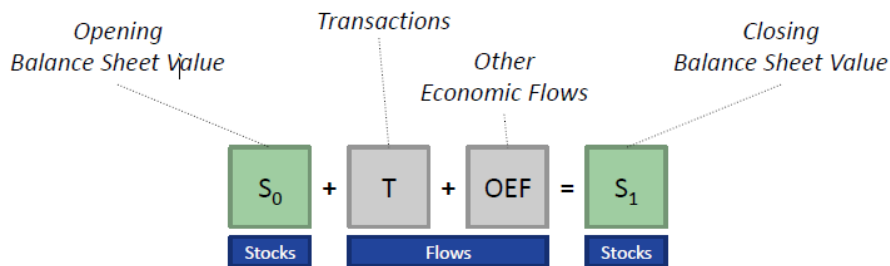 Opening
Balance Sheet Value
Transactions
Other
Economic Flows
Closing
Balance Sheet Value
S0 + T + OEF = S1
Stocks Flows Stocks